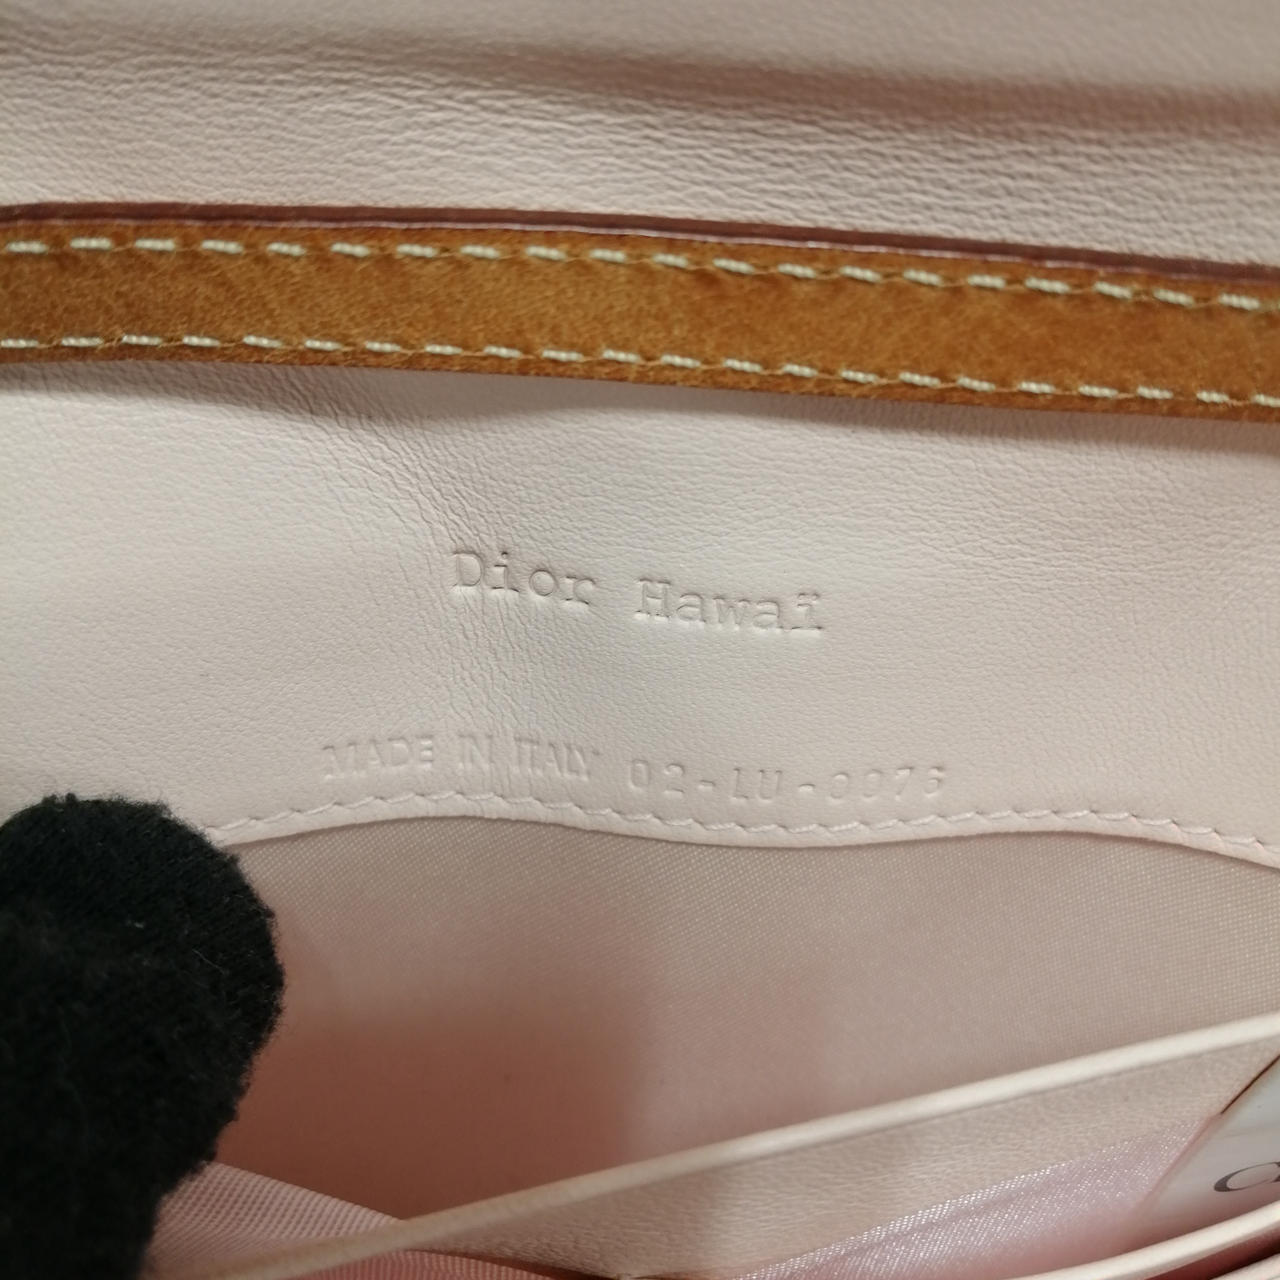 Dior Hawaï
MADE IN ITALY 02-LU-0076